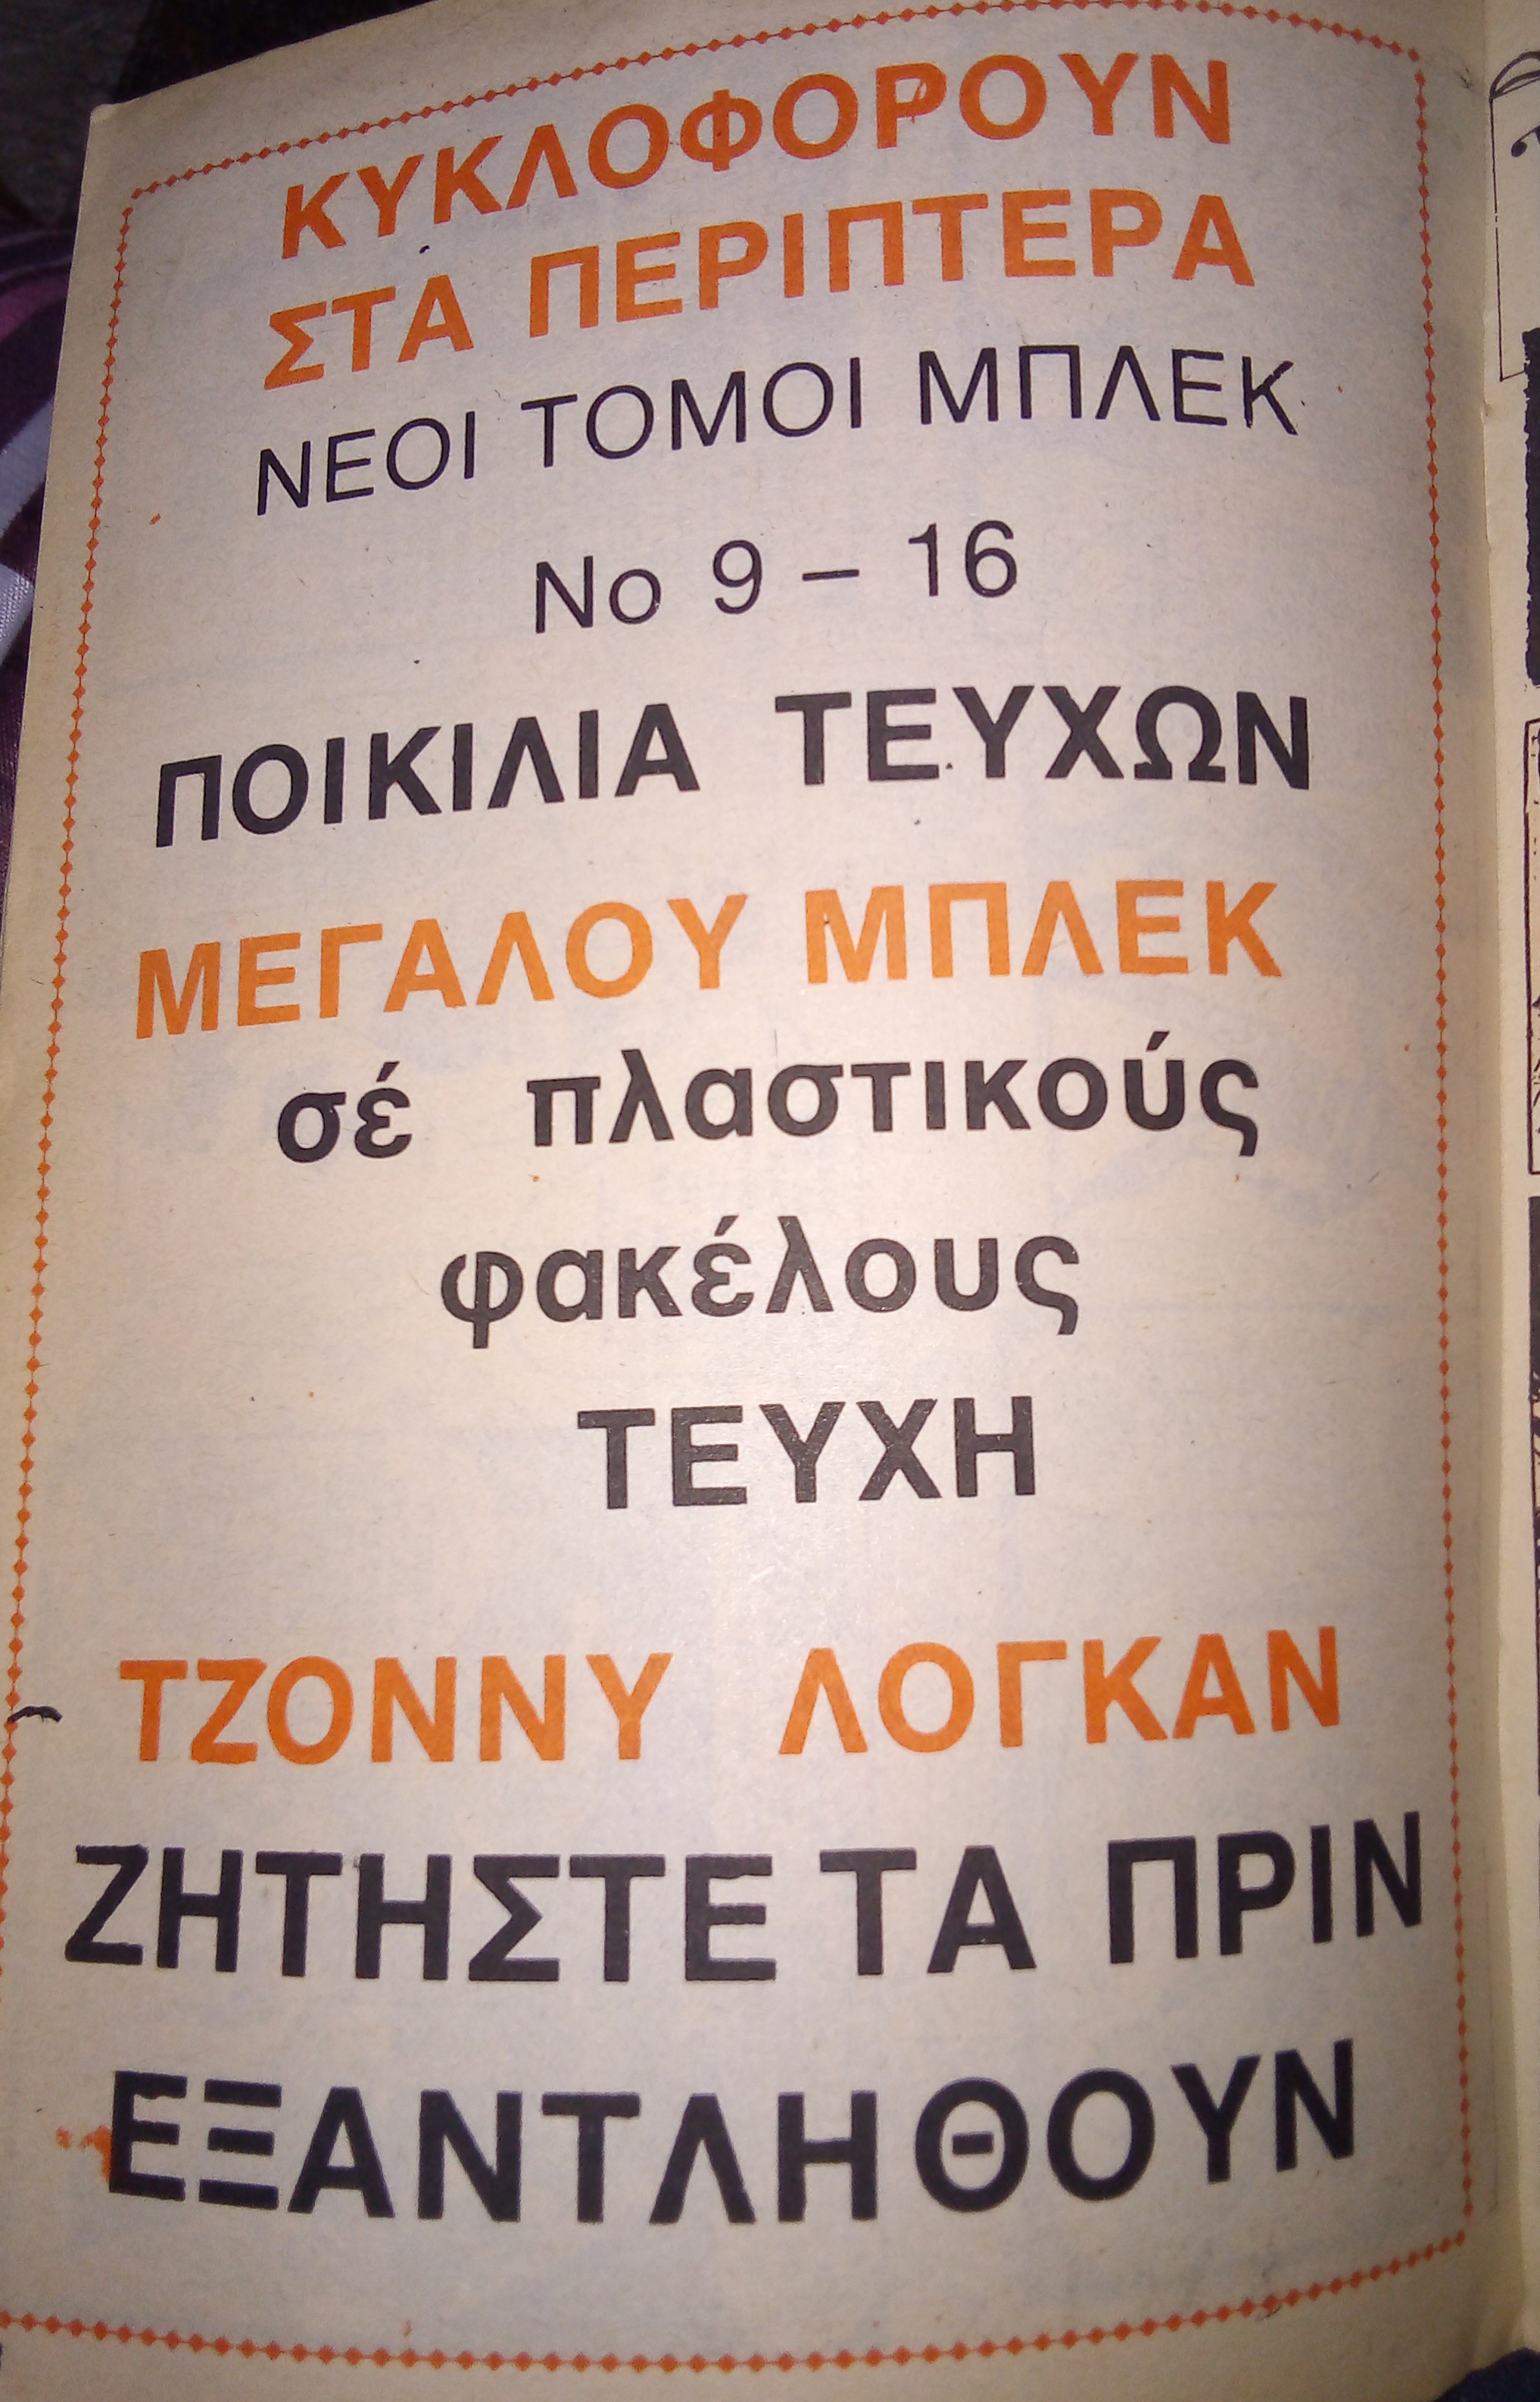 ΚΥΚΛΟΦΟΡΟΥΝ
ΣΤΑ ΠΕΡΙΠΤΕΡΑ
ΝΕΟΙ ΤΟΜΟΙ ΜΠΛΕΚ
Νο 9 – 16
ΠΟΙΚΙΛΙΑ ΤΕΥΧΩΝ
ΜΕΓΑΛΟΥ ΜΠΛΕΚ
σέ πλαστικούς
φακέλους
ΤΕΥΧΗ
ΤΖΟΝΝΥ ΛΟΓΚΑΝ
ΖΗΤΗΣΤΕ ΤΑ ΠΡΙΝ
ΕΞΑΝΤΛΗΘΟΥΝ